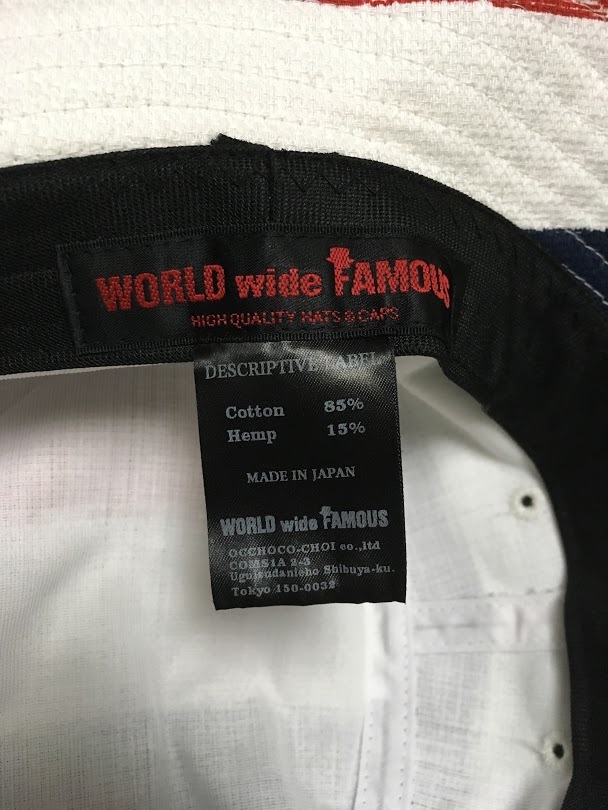 WORLD wide FAMOUS
HIGH QUALITY HATS & CAPS
DESCRIPTIVE LABEL
Cotton 85%
Hemp 15%
MADE IN JAPAN
WORLD wide FAMOUS
OCCHOCO-CHOI co.,ltd
COMS1A 2-3
Uguisudanicho Shibuya-ku.
Tokyo 150-0032